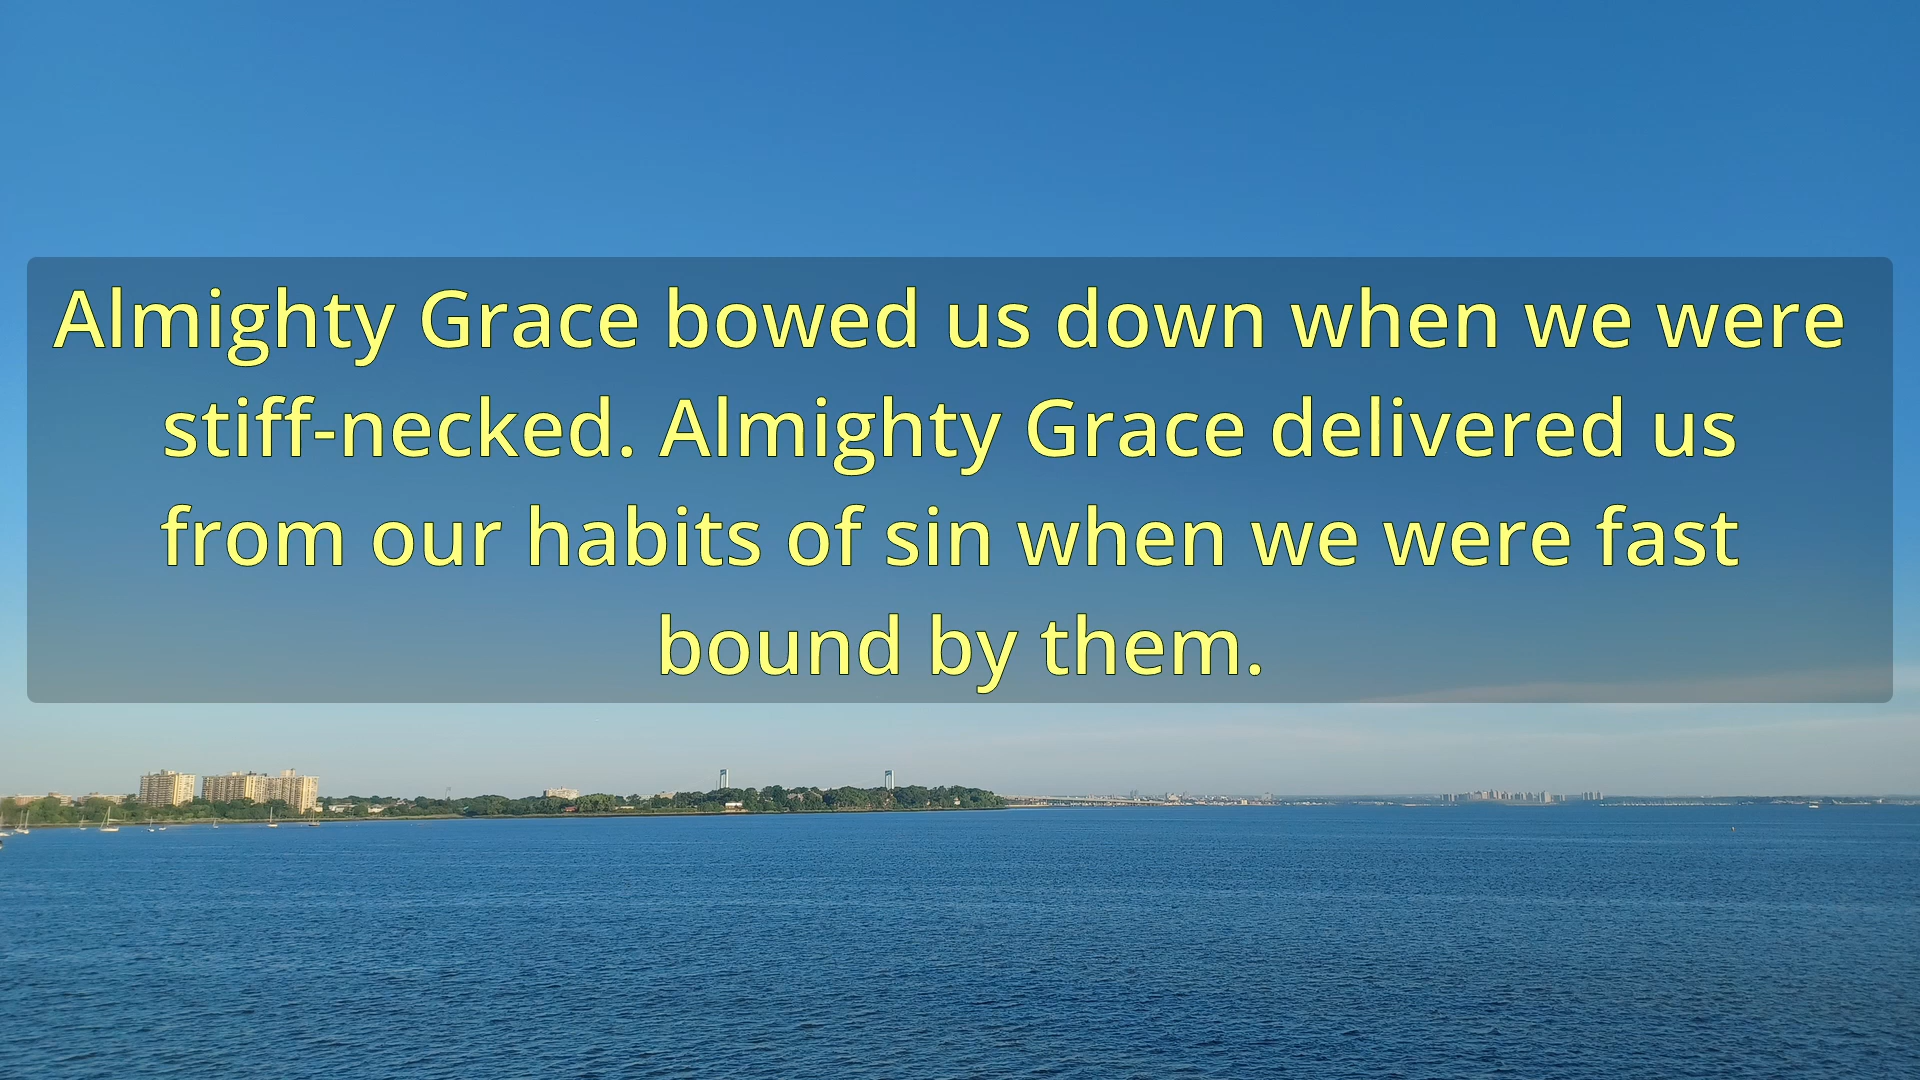 Almighty Grace bowed us down when we were
stiff-necked. Almighty Grace delivered us
from our habits of sin when we were fast
bound by them.